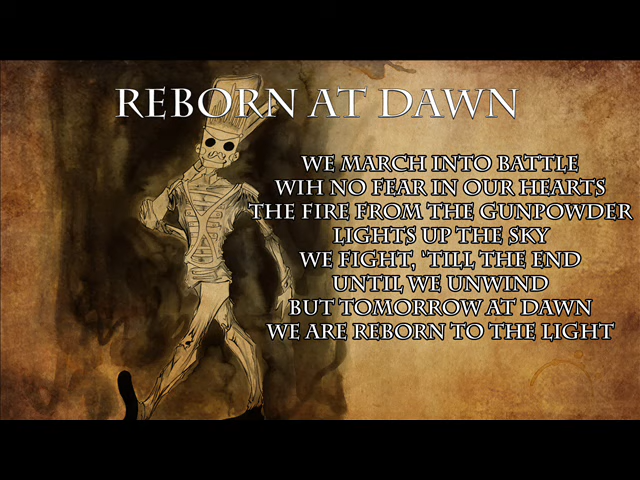 REBORN AT DAWN
WE MARCH INTO BATTLE
WIH NO FEAR IN OUR HEARTS
THE FIRE FROM THE GUNPOWDER
LIGHTS UP THE SKY
WE FIGHT, "TILL THE END
UNTIL WE UNWIND
BUT TOMORROW AT DAWN
WE ARE REBORN TO THE LIGHT